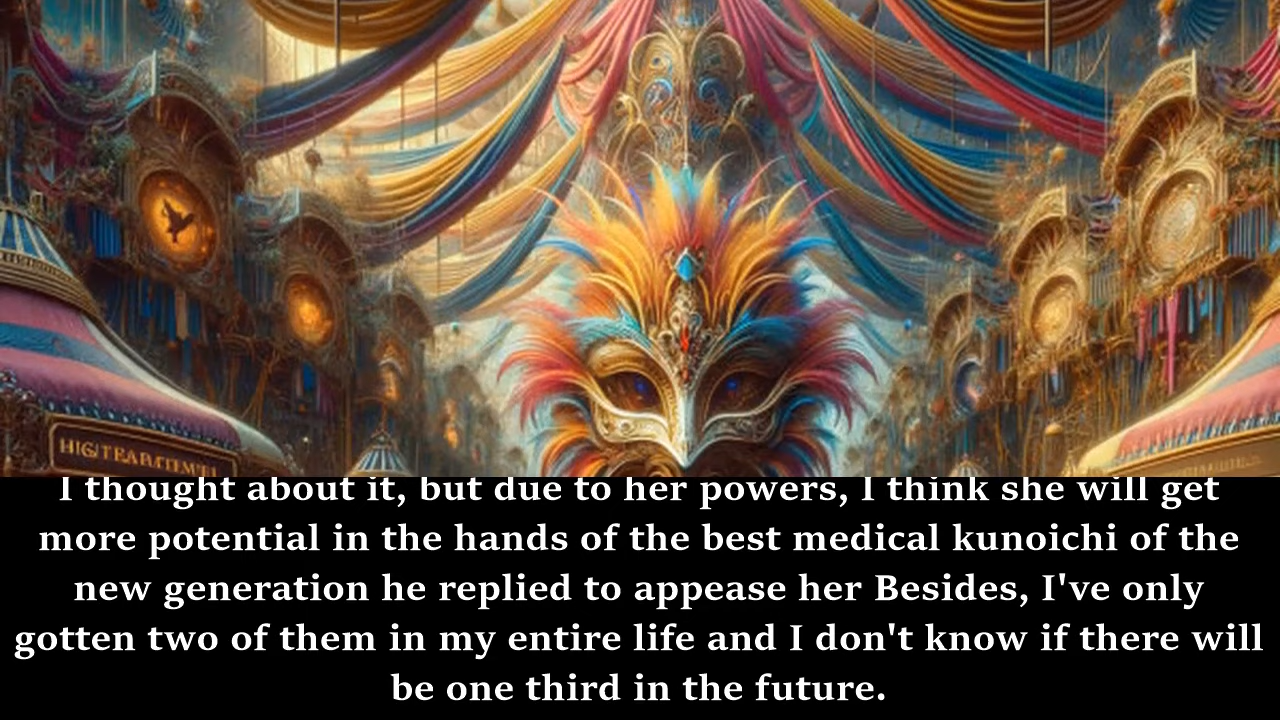 I thought about it, but due to her powers, I think she will get
more potential in the hands of the best medical kunoichi of the
new generation he replied to appease her Besides, I've only
gotten two of them in my entire life and I don't know if there will
be one third in the future.